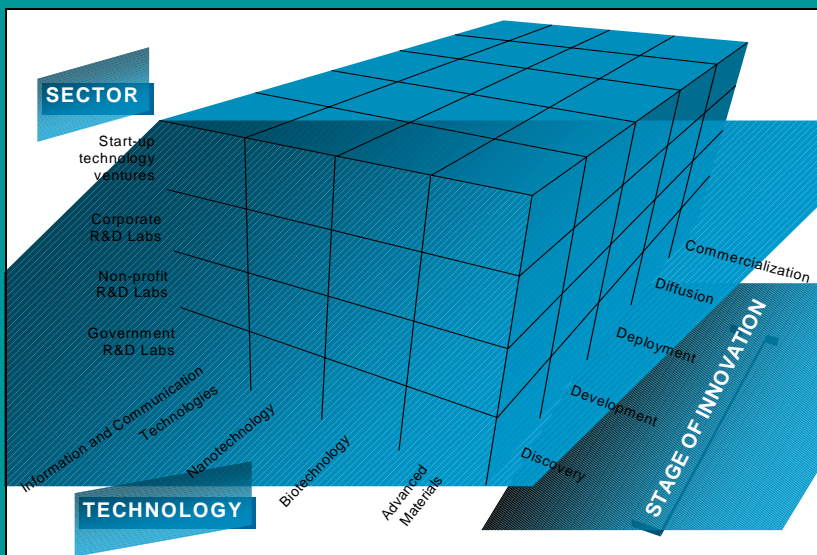 SECTOR
Start-up
technology
ventures
Corporate
R&D Labs
Non-profit
R&D Labs
Government
R&D Labs
Information and Communication
Technologies
Nanotechnology
Biotechnology
Advanced
Materials
TECHNOLOGY
Discovery
Development
Deployment
Diffusion
Commercialization
STAGE OF INNOVATION